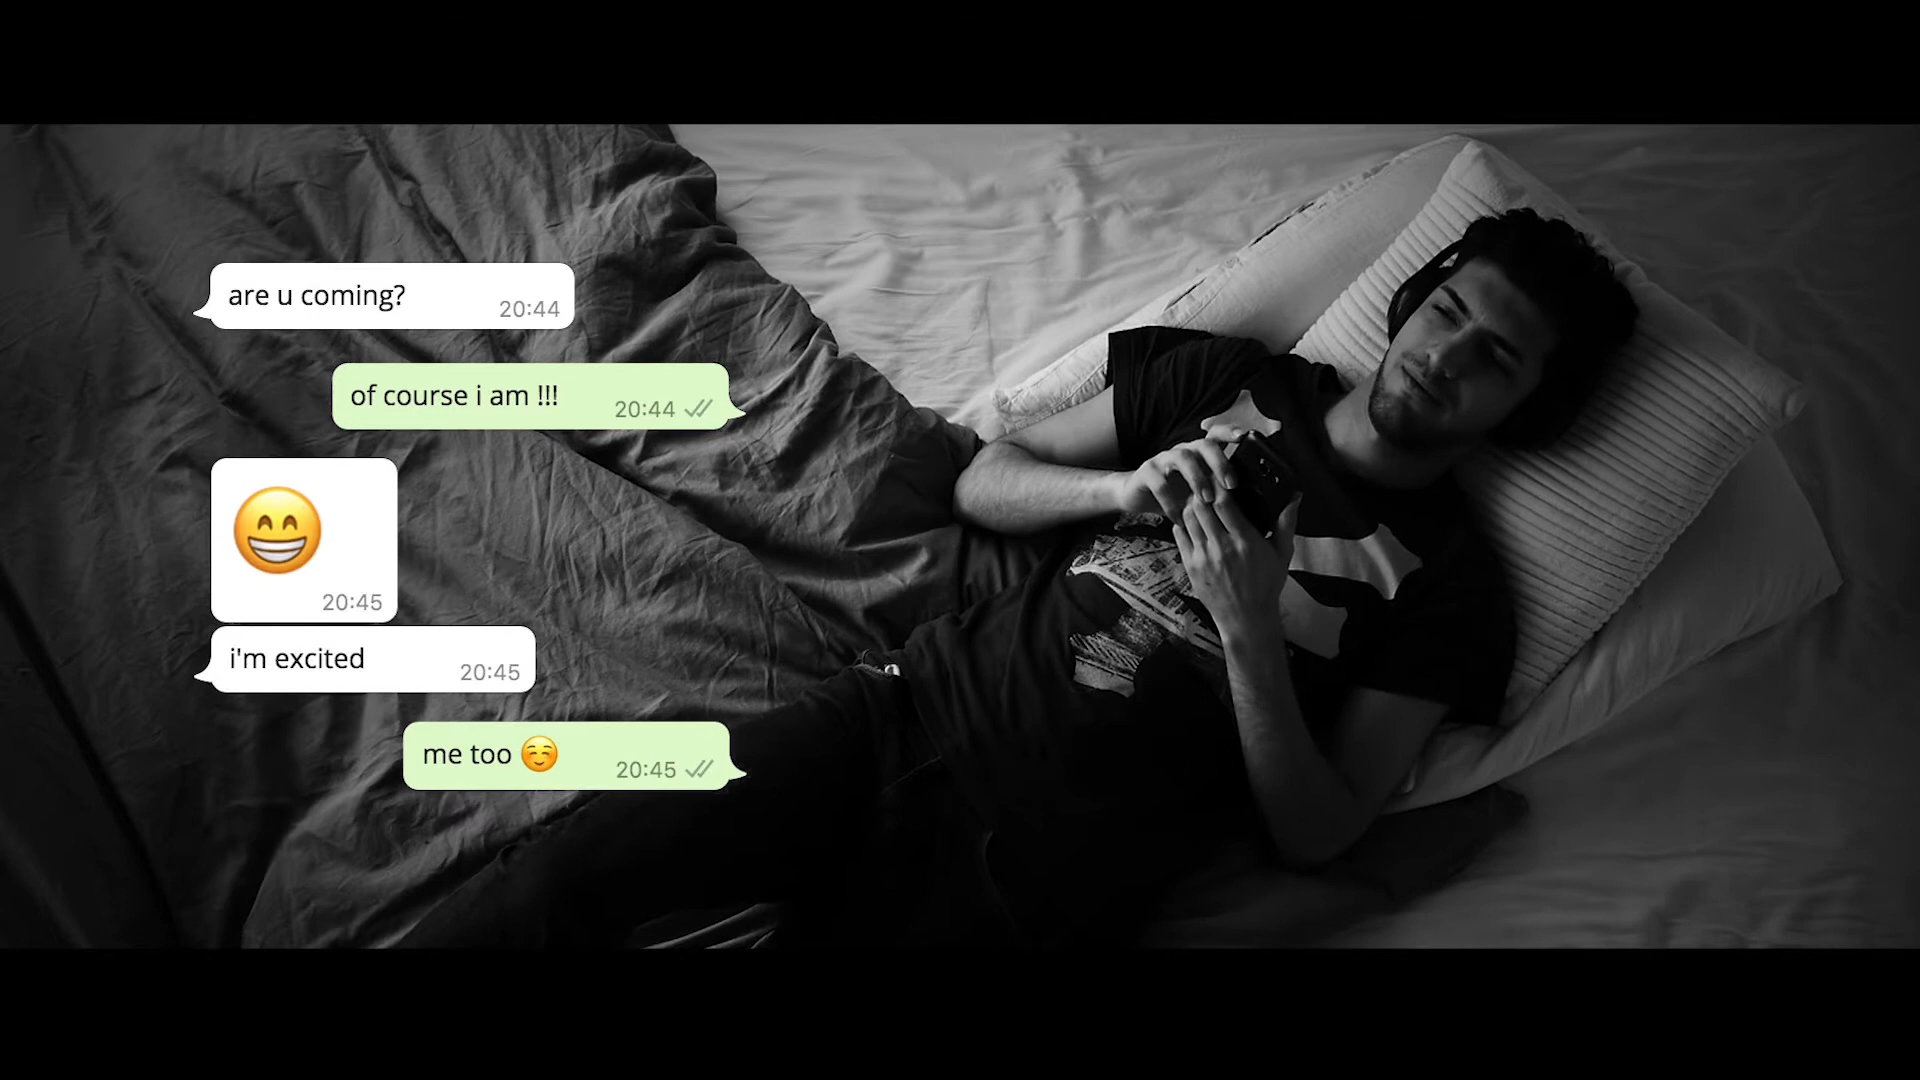 are u coming?
20:44
of course i am !!!
20:44
😁
20:45
i'm excited
20:45
me too ☺️
20:45